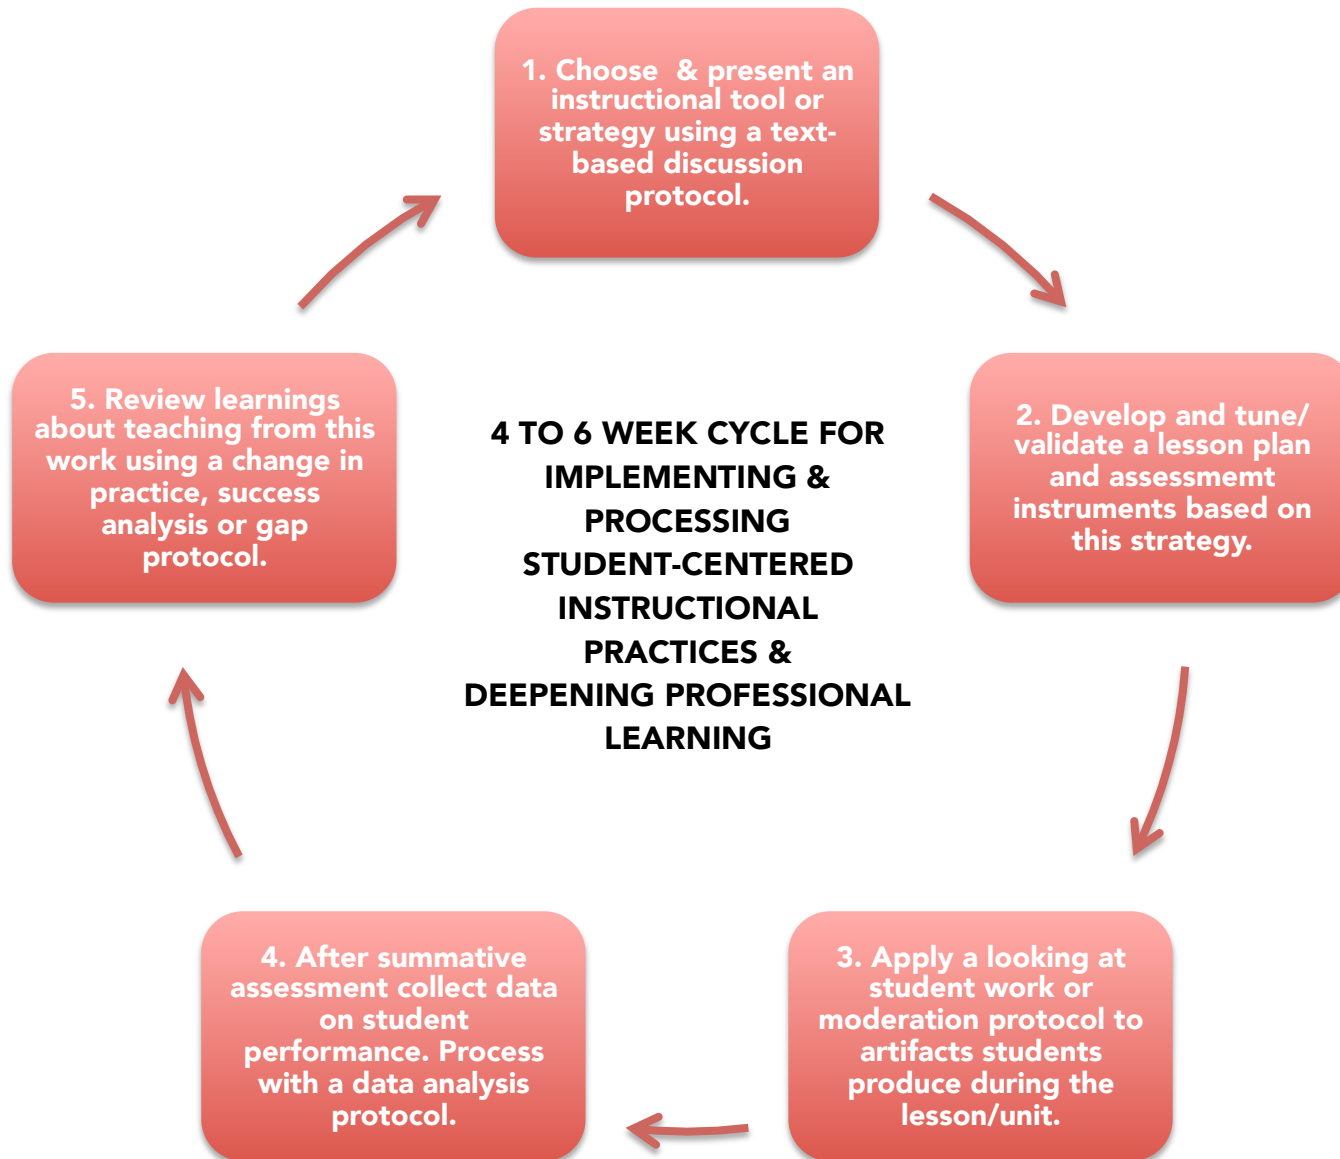 1. Choose  & present an
instructional tool or
strategy using a text-
based discussion
protocol.
2. Develop and tune/
validate a lesson plan
and assessmemt
instruments based on
this strategy.
3. Apply a looking at
student work or
moderation protocol to
artifacts students
produce during the
lesson/unit.
4. After summative
assessment collect data
on student
performance. Process
with a data analysis
protocol.
5. Review learnings
about teaching from this
work using a change in
practice, success
analysis or gap
protocol.
4 TO 6 WEEK CYCLE FOR
IMPLEMENTING &
PROCESSING
STUDENT-CENTERED
INSTRUCTIONAL
PRACTICES &
DEEPENING PROFESSIONAL
LEARNING